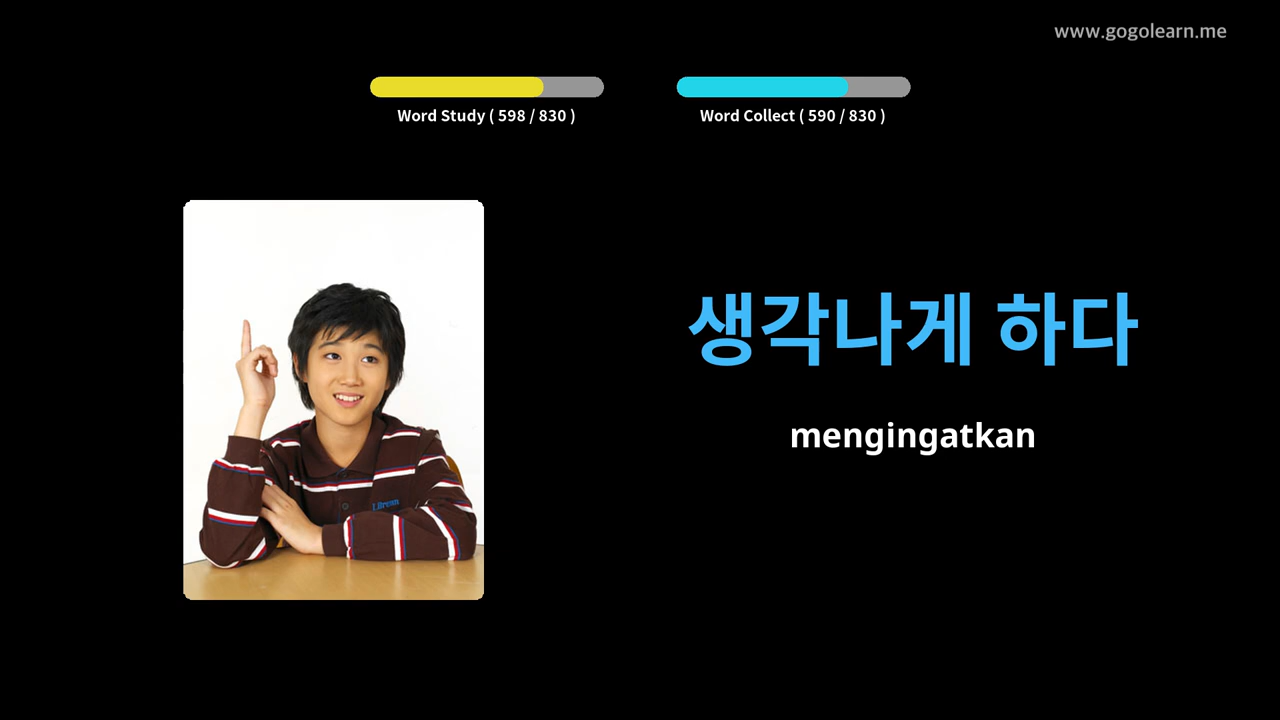 www.gogolearn.me
Word Study ( 598 / 830 )
Word Collect ( 590 / 830 )
생각나게 하다
mengingatkan